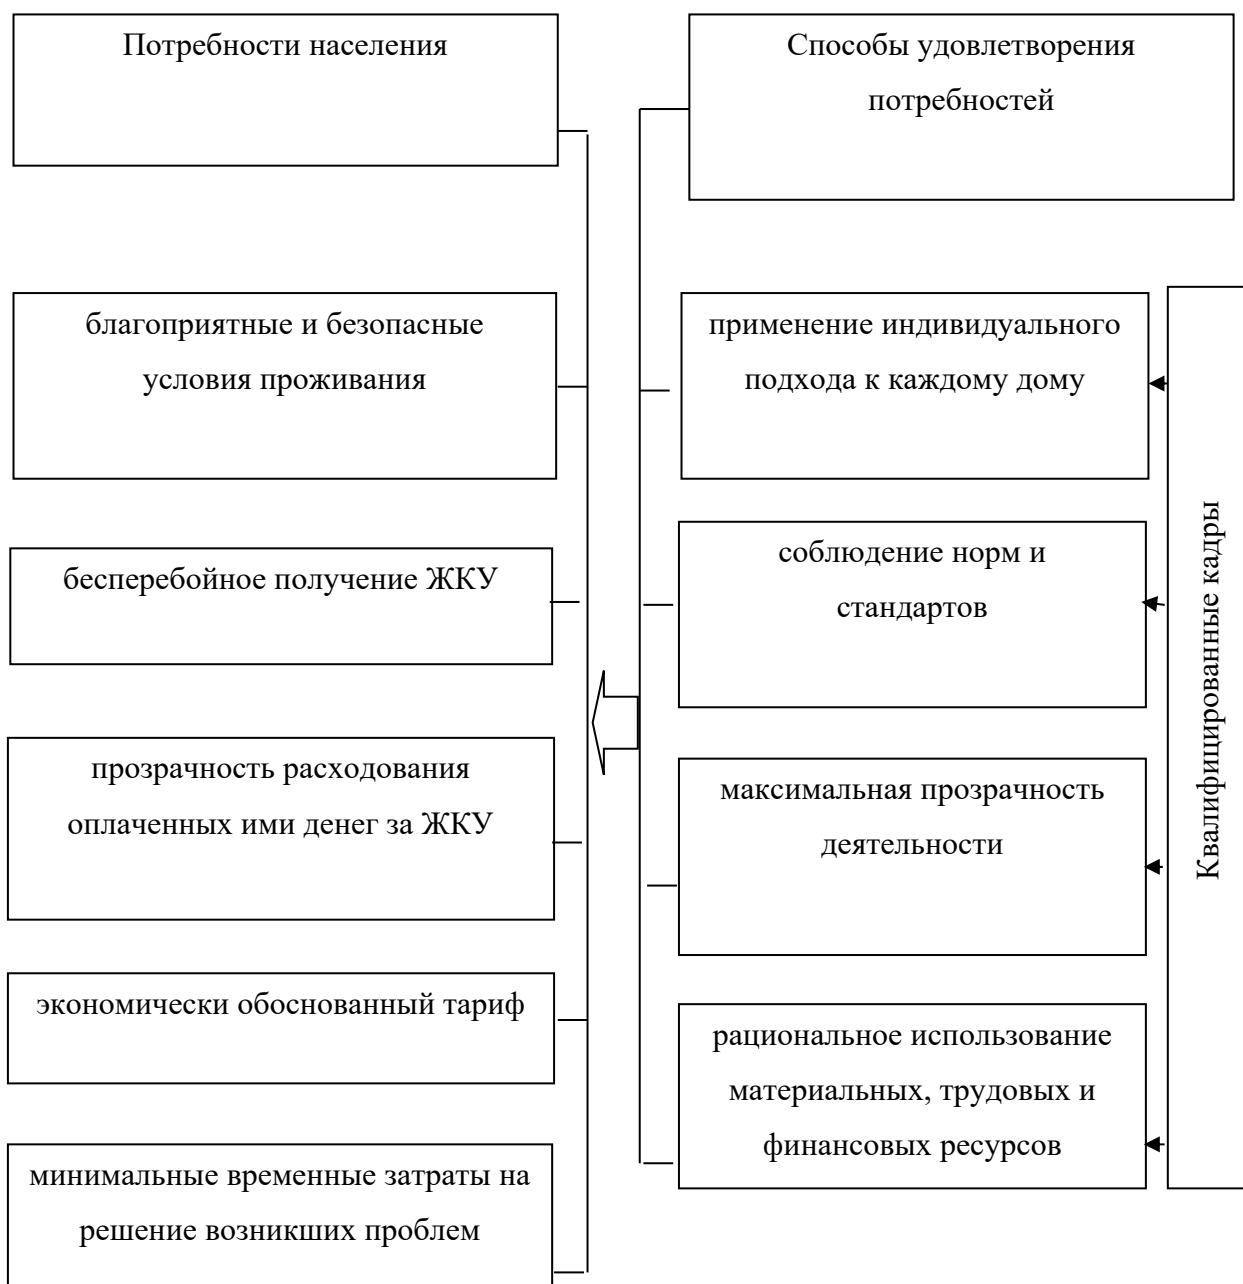 Потребности населения
Способы удовлетворения
потребностей
благоприятные и безопасные
условия проживания
применение индивидуального
подхода к каждому дому
бесперебойное получение ЖКУ
соблюдение норм и
стандартов
прозрачность расходования
оплаченных ими денег за ЖКУ
максимальная прозрачность
деятельности
экономически обоснованный тариф
рациональное использование
материальных, трудовых и
финансовых ресурсов
минимальные временные затраты на
решение возникших проблем
Квалифицированные кадры